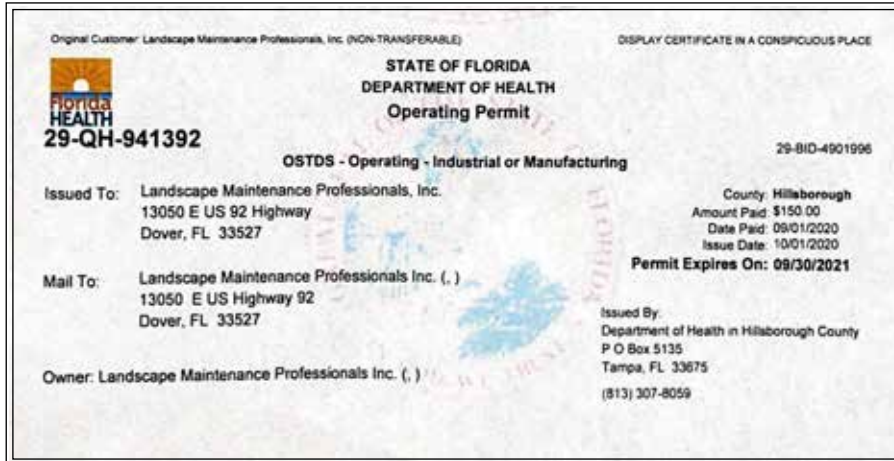 Original Customer: Landscape Maintenance Professionals, Inc. (NON-TRANSFERABLE)
DISPLAY CERTIFICATE IN A CONSPICUOUS PLACE
Florida
HEALTH
29-QH-941392
STATE OF FLORIDA
DEPARTMENT OF HEALTH
Operating Permit
29-BID-4901996
OSTDS - Operating - Industrial or Manufacturing
Issued To: Landscape Maintenance Professionals, Inc.
13050 E US 92 Highway
Dover, FL 33527
County: Hillsborough
Amount Paid: $150.00
Date Paid: 09/01/2020
Issue Date: 10/01/2020
Permit Expires On: 09/30/2021
Mail To: Landscape Maintenance Professionals Inc. (, )
13050 E US Highway 92
Dover, FL 33527
Issued By:
Department of Health in Hillsborough County
P O Box 5135
Tampa, FL 33675
(813) 307-8059
Owner: Landscape Maintenance Professionals Inc. (, )